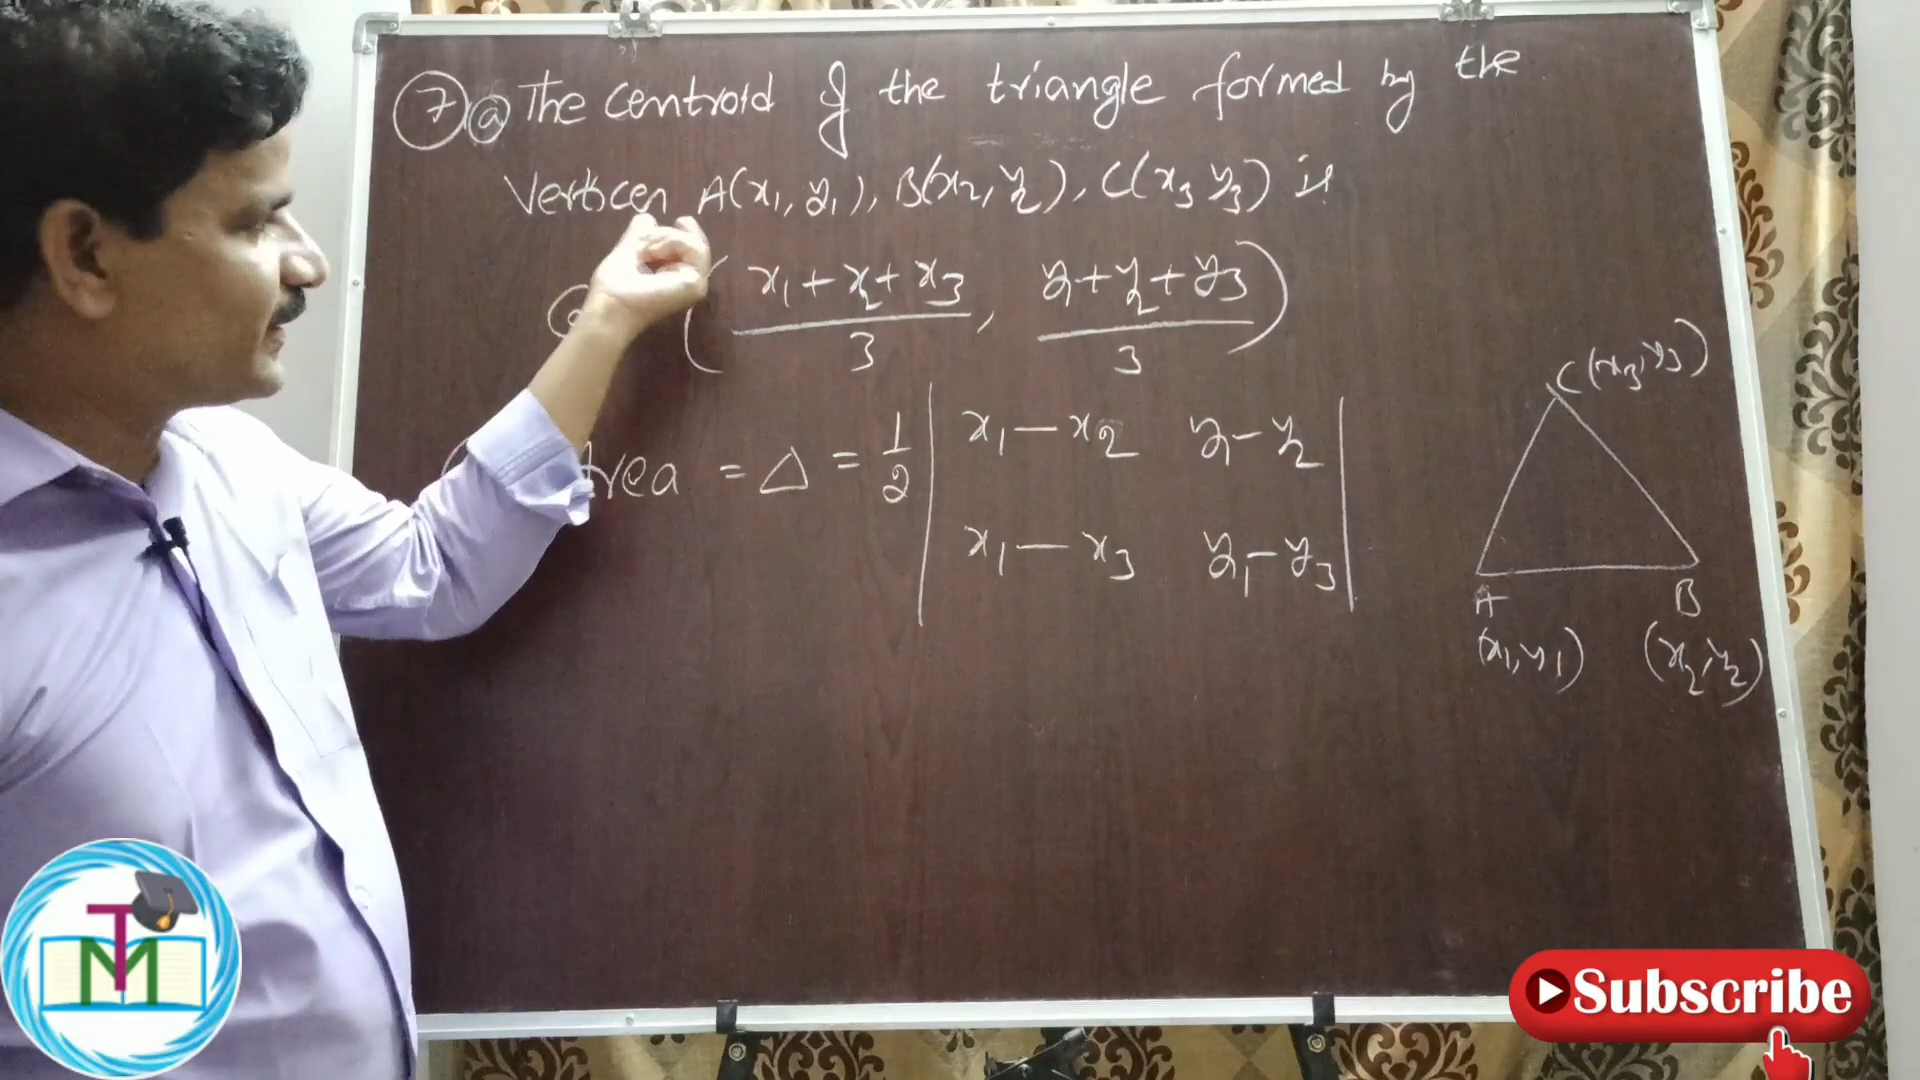 7 a The centroid of the triangle formed by the
Vertices A(x₁, y₁), B(x₂, y₂), C(x₃ y₃) is
( x₁ + x₂ + x₃ / 3 , y₁ + y₂ + y₃ / 3 )
Area = △ = 1/2 | x₁ – x₂ y₁ – y₂ |
| x₁ – x₃ y₁ – y₃ |
C (x₃, y₃)
A B
(x₁, y₁) (x₂, y₂)
TM
Subscribe